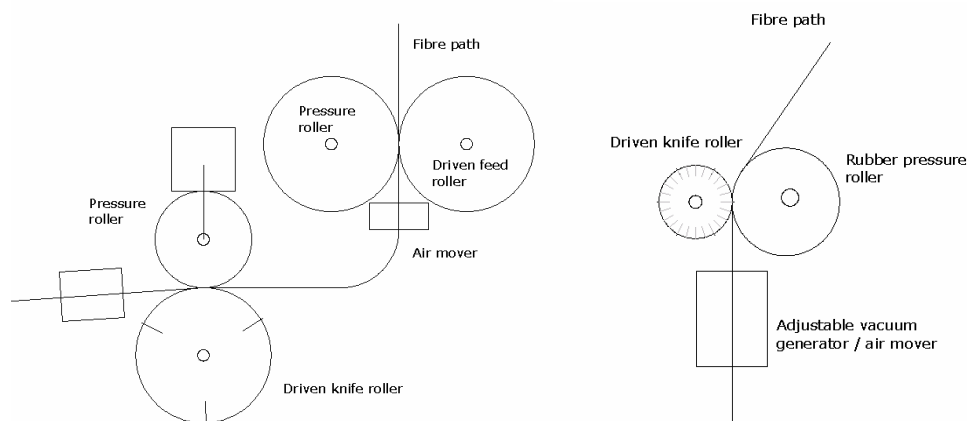 Fibre path
Pressure
roller
Driven feed
roller
Pressure
roller
Air mover
Driven knife roller
Fibre path
Driven knife roller
Rubber pressure
roller
Adjustable vacuum
generator / air mover